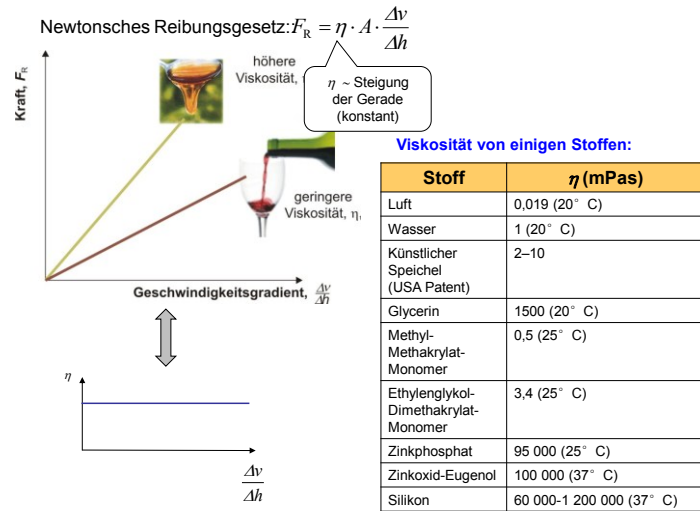 Newtonsches Reibungsgesetz: F_R = η · A · Δv/Δh
höhere
Viskosität,
η ~ Steigung
der Gerade
(konstant)
Kraft, F_R
geringere
Viskosität, η
Geschwindigkeitsgradient, Δv/Δh
η
Δv/Δh
Viskosität von einigen Stoffen:
Stoff η (mPas)
Luft 0,019 (20° C)
Wasser 1 (20° C)
Künstlicher
Speichel
(USA Patent) 2–10
Glycerin 1500 (20° C)
Methyl-
Methakrylat-
Monomer 0,5 (25° C)
Ethylenglykol-
Dimethakrylat-
Monomer 3,4 (25° C)
Zinkphosphat 95 000 (25° C)
Zinkoxid-Eugenol 100 000 (37° C)
Silikon 60 000-1 200 000 (37° C)